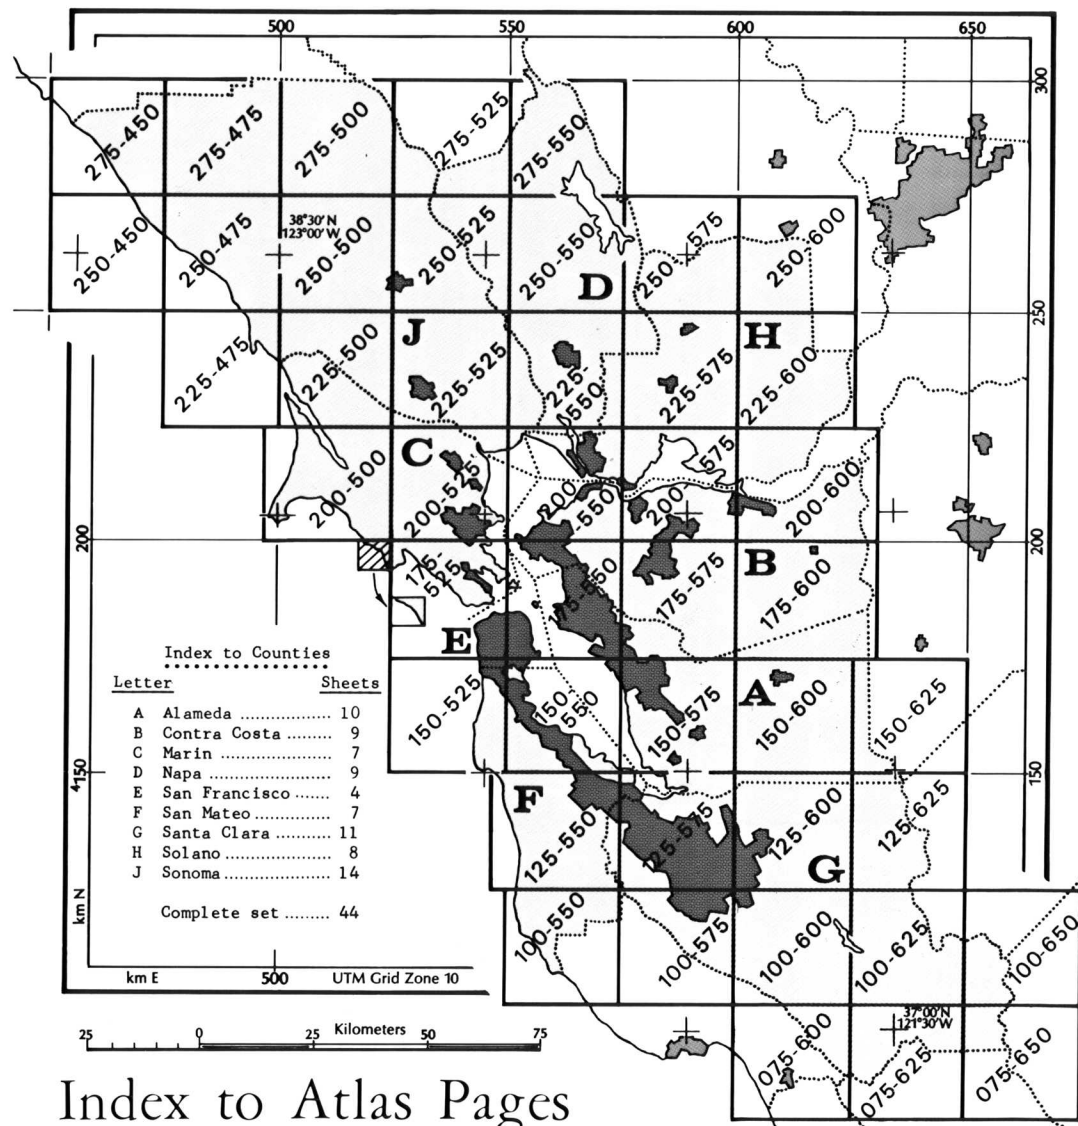 500 550 600 650
300
275-450 275-475 275-500 275-525 275-550
38°30'N
123°00'W
250-450 250-475 250-500 250-525 250-550 250-575 250-600
D
250
J H
225-475 225-500 225-525 225-550 225-575 225-600
C
200-500 200-525 200-550 200-575 200-600
200 200
B
175-525 175-550 175-575 175-600
E
A
150-525 150-550 150-575 150-600 150-625
Index to Counties
Letter Sheets
A Alameda ................. 10
B Contra Costa ........ 9
C Marin .................... 7
D Napa ..................... 9
E San Francisco ...... 4
F San Mateo ............. 7
G Santa Clara .......... 11
H Solano ................... 8
J Sonoma ................. 14
Complete set ........ 44
4150 150
F
125-550 125-575 125-600 125-625
G
km N
100-550 100-575 100-600 100-625 100-650
km E 500 UTM Grid Zone 10
37°00'N
121°30'W
075-600 075-625 075-650
25 0 25 Kilometers 50 75
Index to Atlas Pages